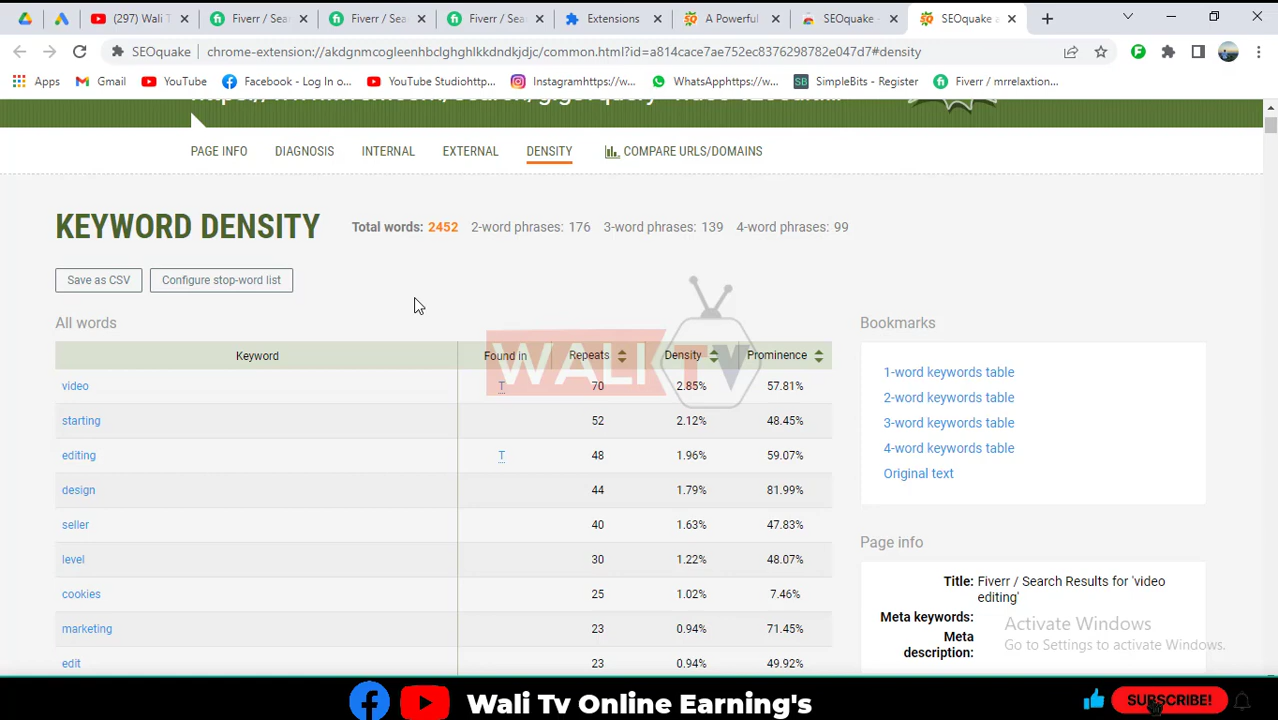 (297) Wali T
Fiverr / Sea
Fiverr / Sea
Fiverr / Sea
Extensions
A Powerful
SEOquake -
SEOquake a
SEOquake
chrome-extension://akdgnmcogleenhbclghghlkkdndkjdjc/common.html?id=a814cace7ae752ec8376298782e047d7#density
Apps
Gmail
YouTube
Facebook - Log In o...
YouTube Studiohttp...
Instagramhttps://w...
WhatsApphttps://w...
SimpleBits - Register
Fiverr / mrrelaxtion...
PAGE INFO
DIAGNOSIS
INTERNAL
EXTERNAL
DENSITY
COMPARE URLS/DOMAINS
KEYWORD DENSITY
Total words: 2452 2-word phrases: 176 3-word phrases: 139 4-word phrases: 99
Save as CSV
Configure stop-word list
All words
Keyword Found in Repeats Density Prominence
video T 70 2.85% 57.81%
starting 52 2.12% 48.45%
editing T 48 1.96% 59.07%
design 44 1.79% 81.99%
seller 40 1.63% 47.83%
level 30 1.22% 48.07%
cookies 25 1.02% 7.46%
marketing 23 0.94% 71.45%
edit 23 0.94% 49.92%
WALI TV
Bookmarks
1-word keywords table
2-word keywords table
3-word keywords table
4-word keywords table
Original text
Page info
Title: Fiverr / Search Results for 'video
editing'
Meta keywords:
Meta
description:
Activate Windows
Go to Settings to activate Windows.
Wali Tv Online Earning's
SUBSCRIBE!